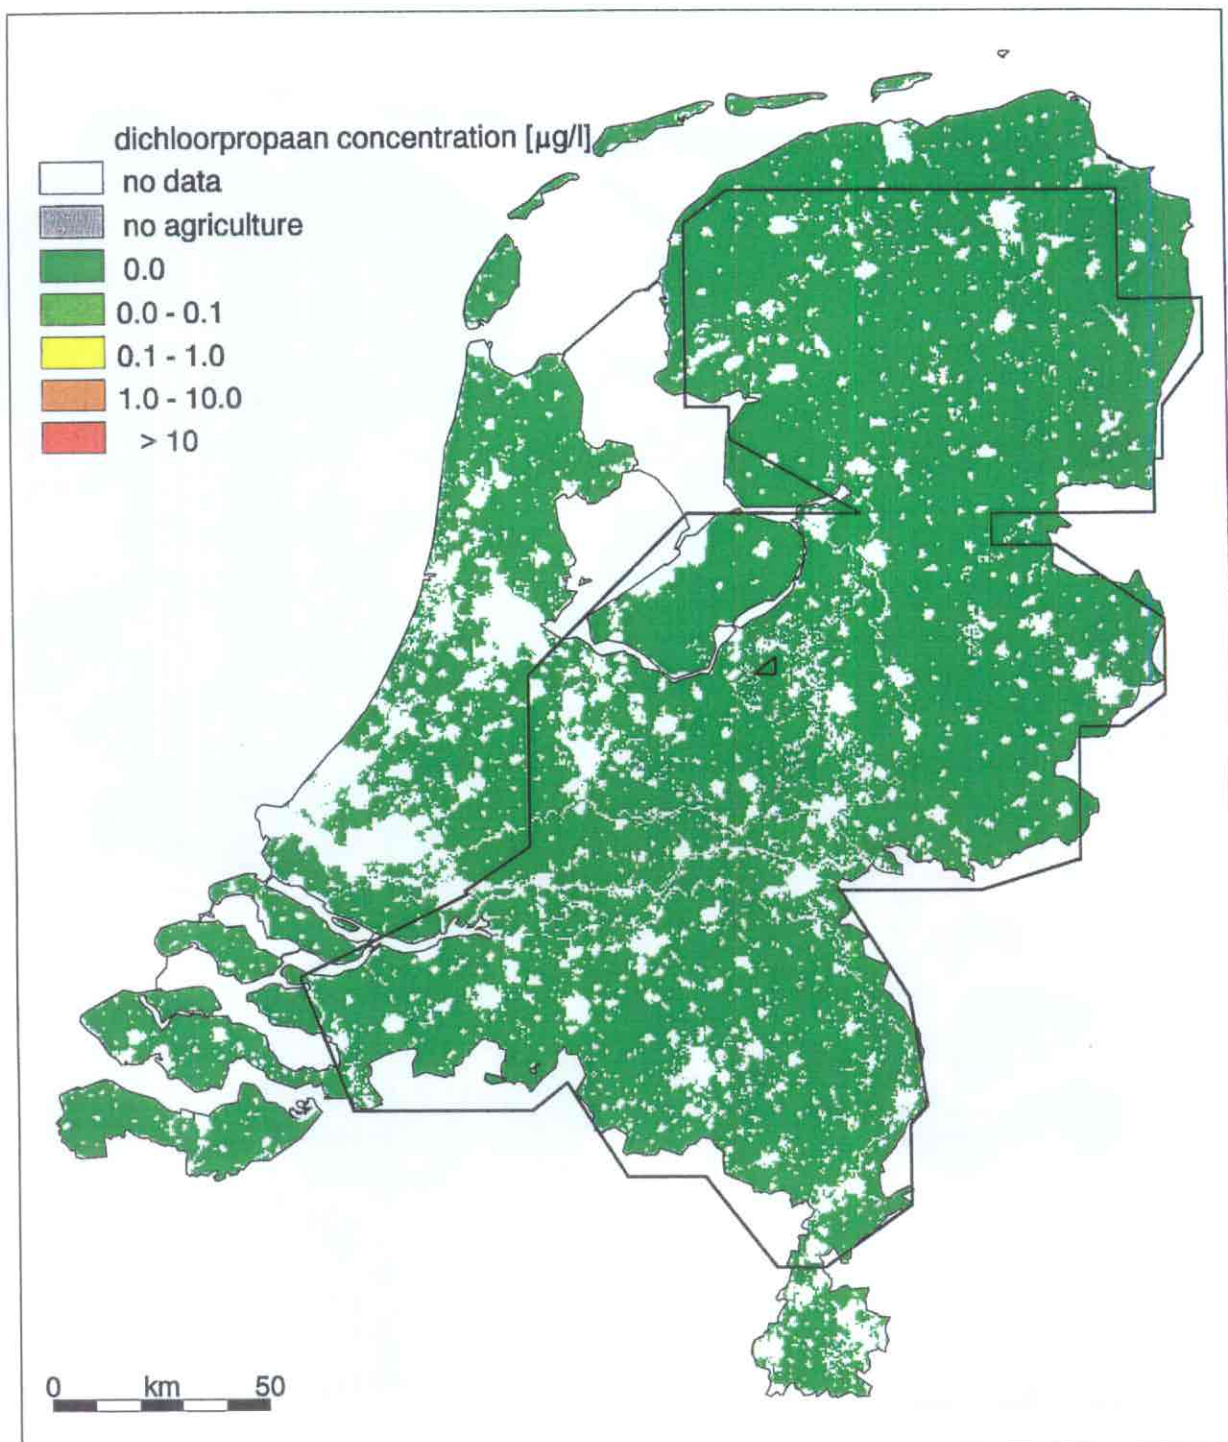 dichloorpropaan concentration [µg/l]
no data
no agriculture
0.0
0.0 - 0.1
0.1 - 1.0
1.0 - 10.0
> 10
0 km 50